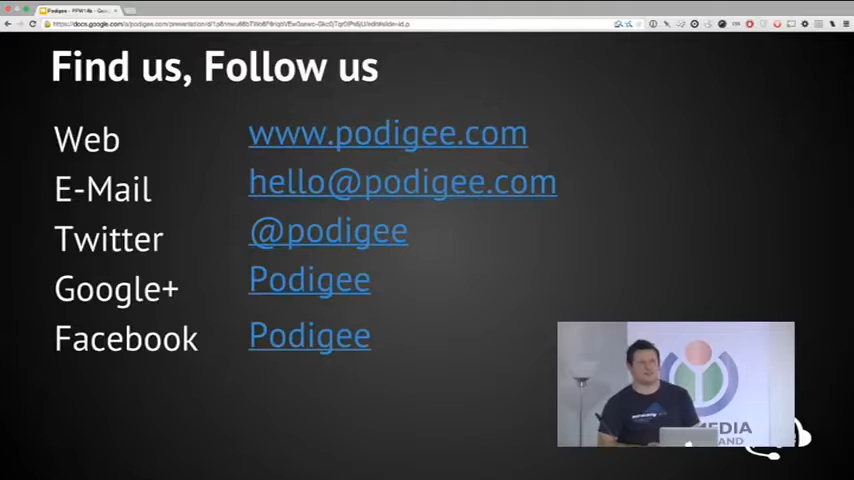 Find us, Follow us
Web www.podigee.com
E-Mail hello@podigee.com
Twitter @podigee
Google+ Podigee
Facebook Podigee